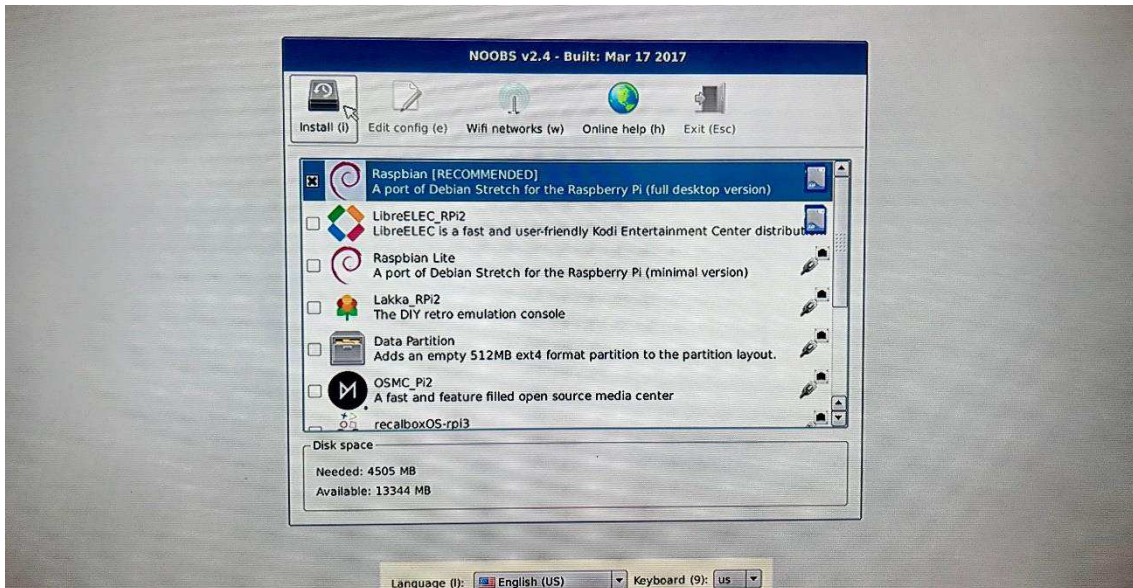 NOOBS v2.4 - Built: Mar 17 2017
Install (i) Edit config (e) Wifi networks (w) Online help (h) Exit (Esc)
Raspbian [RECOMMENDED]
A port of Debian Stretch for the Raspberry Pi (full desktop version)
LibreELEC_RPi2
LibreELEC is a fast and user-friendly Kodi Entertainment Center distribut...
Raspbian Lite
A port of Debian Stretch for the Raspberry Pi (minimal version)
Lakka_RPi2
The DIY retro emulation console
Data Partition
Adds an empty 512MB ext4 format partition to the partition layout.
OSMC_Pi2
A fast and feature filled open source media center
recalboxOS-rpi3
Disk space
Needed: 4505 MB
Available: 13344 MB
Language (l): English (US) Keyboard (9): us